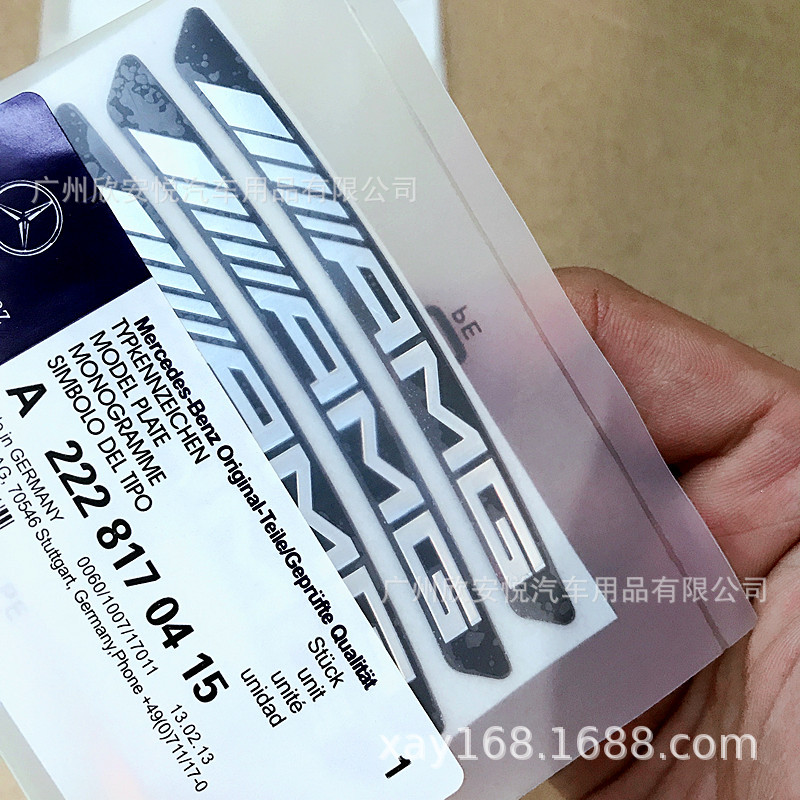 广州欣安悦汽车用品有限公司
AMG
AMG
AMG
PE
Mercedes-Benz Original-Teile/Geprüfte Qualität
TYPKENNZEICHEN
MODEL PLATE
MONOGRAMME
SIMBOLO DEL TIPO
Stück
unit
unité
unidad
A 222 817 04 15
1
in GERMANY
0060/1007/17011
13.02.13
AG, 70546 Stuttgart, Germany,Phone +49(0)711/17-0
广州欣安悦汽车用品有限公司
xay168.1688.com